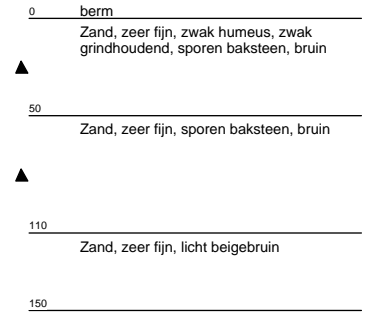 0 berm
Zand, zeer fijn, zwak humeus, zwak
grindhoudend, sporen baksteen, bruin
50
Zand, zeer fijn, sporen baksteen, bruin
110
Zand, zeer fijn, licht beigebruin
150